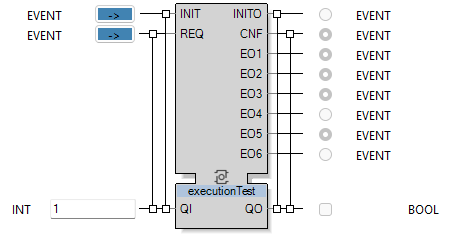 EVENT -> INIT INITO EVENT
EVENT -> REQ CNF EVENT
EO1 EVENT
EO2 EVENT
EO3 EVENT
EO4 EVENT
EO5 EVENT
EO6 EVENT
executionTest
INT 1 QI QO BOOL